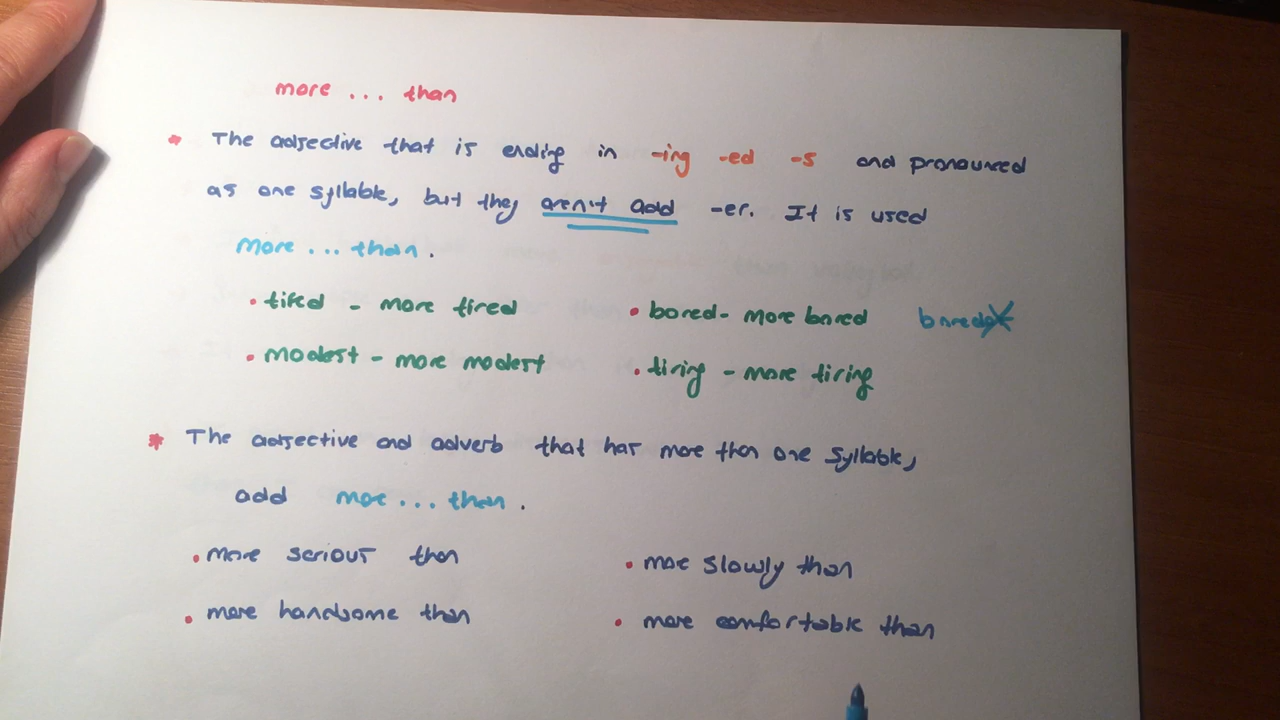 more ... than
* The adjective that is ending in -ing -ed -s and pronounced
as one syllable, but they aren't add -er. It is used
more ... than.
• tired - more tired • bored - more bored
• modest - more modest • tiring - more tiring
* The adjective and adverb that has more than one syllable,
add more ... than.
• more serious than • more slowly than
• more handsome than • more comfortable than